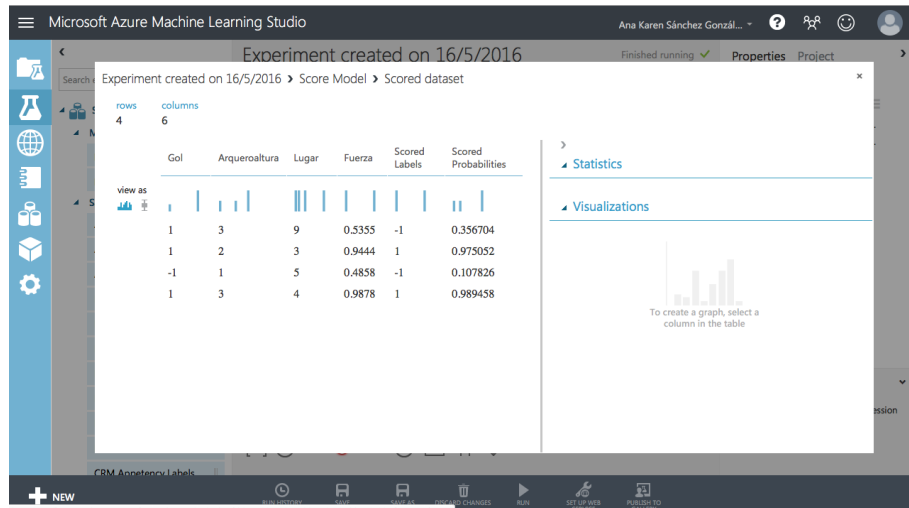 Microsoft Azure Machine Learning Studio
Ana Karen Sánchez Gonzál...
?
Experiment created on 16/5/2016
Finished running
Properties Project
Search
Experiment created on 16/5/2016 > Score Model > Scored dataset
×
rows columns
4 6
Gol Arqueroaltura Lugar Fuerza Scored Labels Scored Probabilities
view as
1 3 9 0.5355 -1 0.356704
1 2 3 0.9444 1 0.975052
-1 1 5 0.4858 -1 0.107826
1 3 4 0.9878 1 0.989458
Statistics
Visualizations
To create a graph, select a
column in the table
ession
CRM Appetency Labels
NEW
RUN HISTORY SAVE SAVE AS DISCARD CHANGES RUN SET UP WEB PUBLISH TO